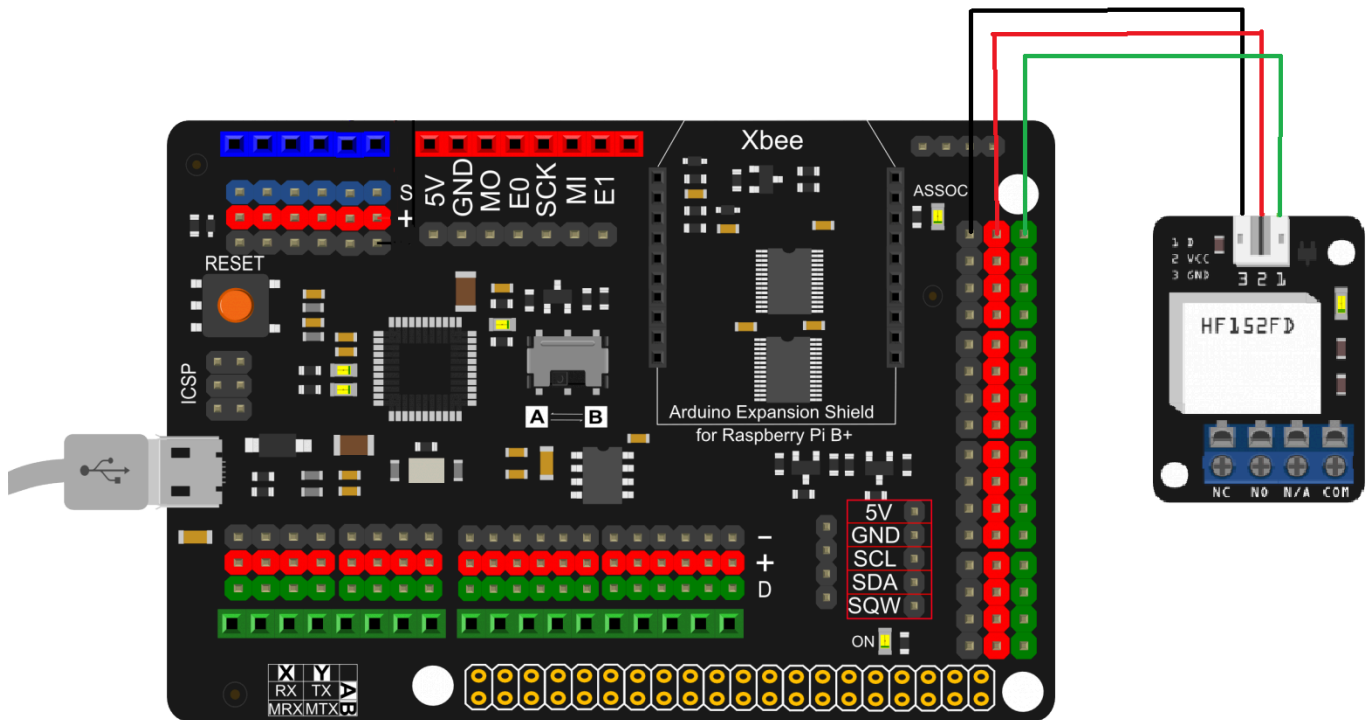 Xbee
S
+
5V
GND
MO
E0
SCK
MI
E1
ASSOC
RESET
ICSP
A B
Arduino Expansion Shield
for Raspberry Pi B+
1 D
2 VCC
3 GND
3 2 1
HF152FD
NC NO N/A COM
5V
GND
SCL
SDA
SQW
-
+
D
ON
X Y
RX TX A
MRX MTX B